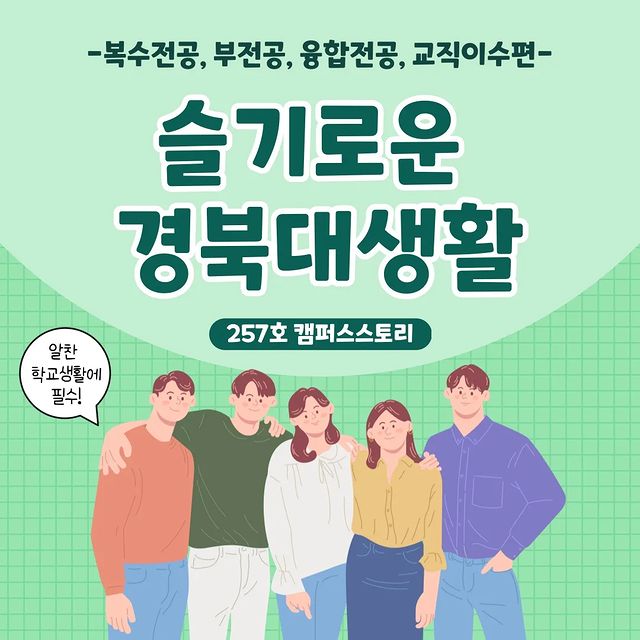 -복수전공, 부전공, 융합전공, 교직이수편-
슬기로운
경북대생활
257호 캠퍼스스토리
알찬
학교생활에
필수!